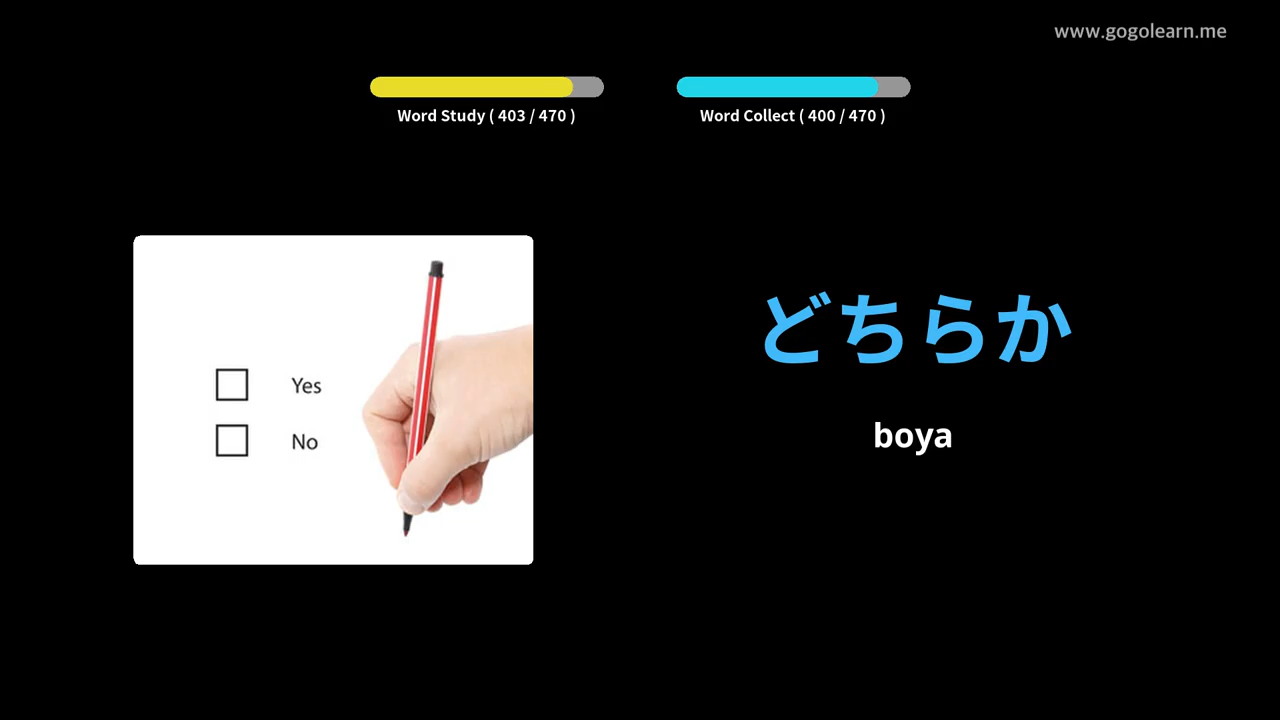 www.gogolearn.me
Word Study ( 403 / 470 )
Word Collect ( 400 / 470 )
Yes
No
どちらか
boya